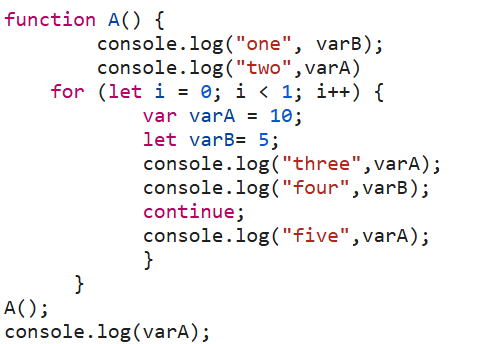 function A() {
console.log("one", varB);
console.log("two",varA)
for (let i = 0; i < 1; i++) {
var varA = 10;
let varB= 5;
console.log("three",varA);
console.log("four",varB);
continue;
console.log("five",varA);
}
}
A();
console.log(varA);